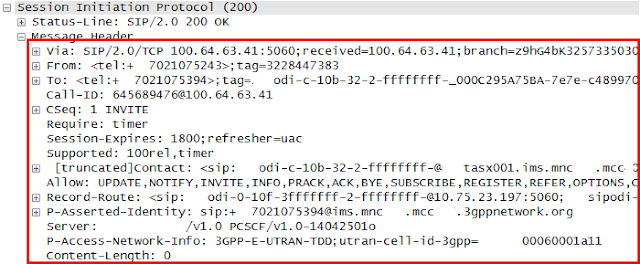 Session Initiation Protocol (200)
Status-Line: SIP/2.0 200 OK
Message Header
Via: SIP/2.0/TCP 100.64.63.41:5060;received=100.64.63.41;branch=z9hG4bK3257335030
From: <tel:+ 7021075243>;tag=3228447383
To: <tel:+ 7021075394>;tag= odi-c-10b-32-2-ffffffff-_000C295A75BA-7e7e-c489970
Call-ID: 645689476@100.64.63.41
CSeq: 1 INVITE
Require: timer
Session-Expires: 1800;refresher=uac
Supported: 100rel,timer
[truncated]Contact: <sip: odi-c-10b-32-2-ffffffff-@ tasx001.ims.mnc .mcc
Allow: UPDATE,NOTIFY,INVITE,INFO,PRACK,ACK,BYE,SUBSCRIBE,REGISTER,REFER,OPTIONS,C
Record-Route: <sip: odi-0-10f-3fffffff-2-ffffffff-@10.75.23.197:5060; sipodi-
P-Asserted-Identity: sip:+ 7021075394@ims.mnc .mcc .3gppnetwork.org
Server: /v1.0 PCSCF/v1.0-14042501o
P-Access-Network-Info: 3GPP-E-UTRAN-TDD;utran-cell-id-3gpp= 00060001a11
Content-Length: 0